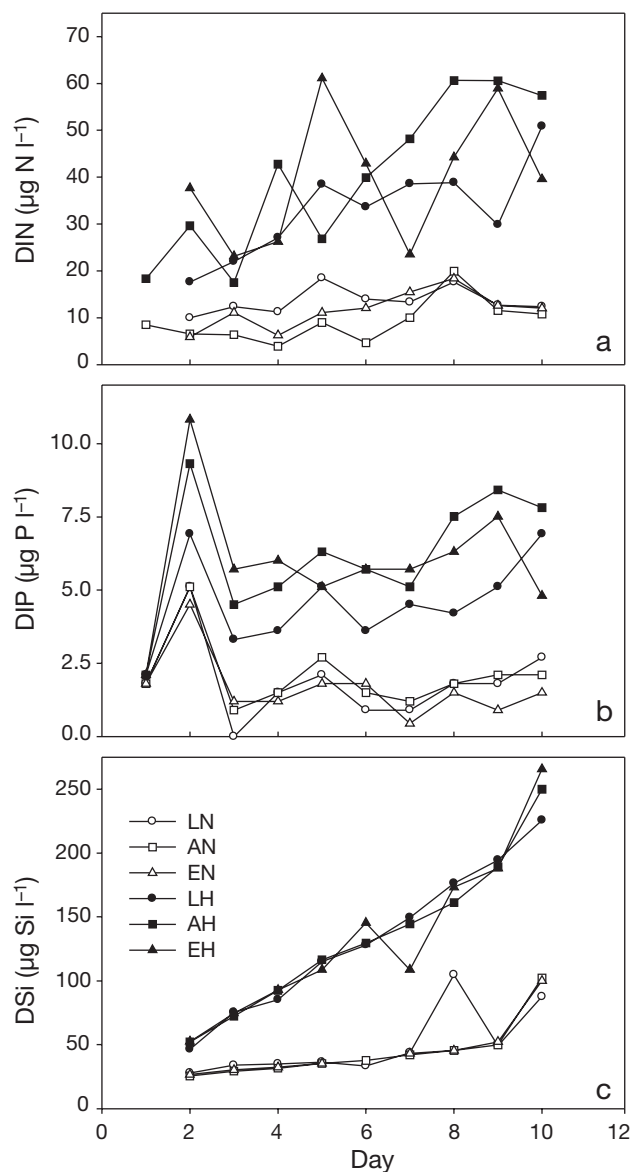 70
60
50
40
30
20
10
0
DIN (µg N l⁻¹)
a
10.0
7.5
5.0
2.5
0.0
DIP (µg P l⁻¹)
b
250
200
150
100
50
0
DSi (µg Si l⁻¹)
LN
AN
EN
LH
AH
EH
c
0 2 4 6 8 10 12
Day